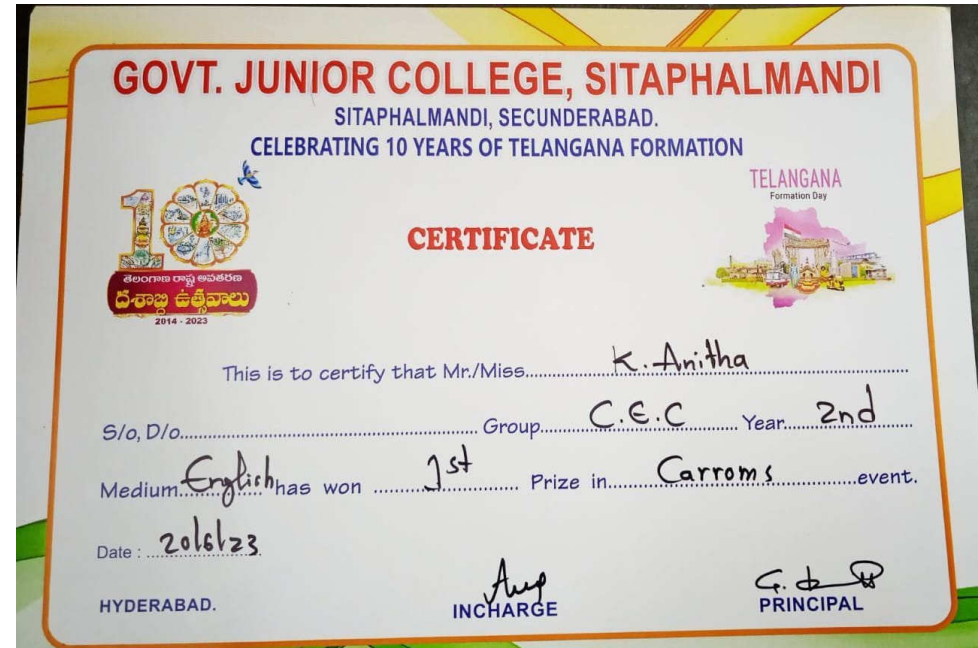 GOVT. JUNIOR COLLEGE, SITAPHALMANDI
SITAPHALMANDI, SECUNDERABAD.
CELEBRATING 10 YEARS OF TELANGANA FORMATION
10
తెలంగాణ రాష్ట్ర అవతరణ
దశాబ్ది ఉత్సవాలు
2014 - 2023
TELANGANA
Formation Day
CERTIFICATE
This is to certify that Mr./Miss.....K. Anitha.....
S/o, D/o..... Group.....C.E.C..... Year.....2nd.....
Medium.....English.....has won .....1st..... Prize in.....Carroms.....event.
Date : .....20/6/23
HYDERABAD.
INCHARGE
PRINCIPAL